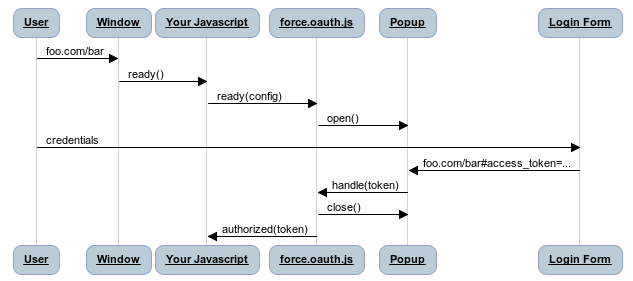 User Window Your Javascript force.oauth.js Popup Login Form
foo.com/bar
ready()
ready(config)
open()
credentials
foo.com/bar#access_token=...
handle(token)
close()
authorized(token)
User Window Your Javascript force.oauth.js Popup Login Form